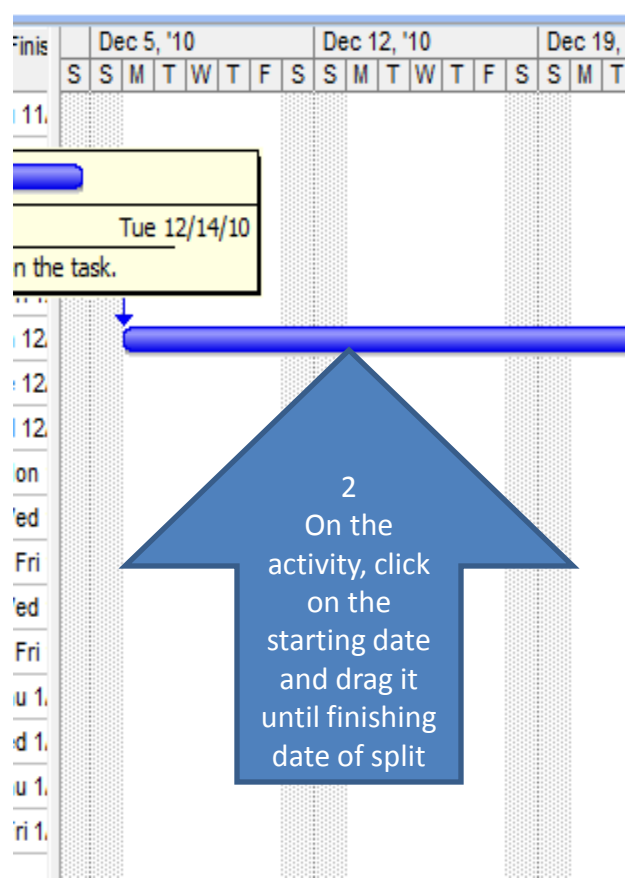 Finis Dec 5, '10 Dec 12, '10 Dec 19,
S S M T W T F S S M T W T F S S M T
11/
Tue 12/14/10
n the task.
12/
12/
12/
on
ed
Fri
ed
Fri
u 1/
d 1/
u 1/
ri 1/
2
On the
activity, click
on the
starting date
and drag it
until finishing
date of split